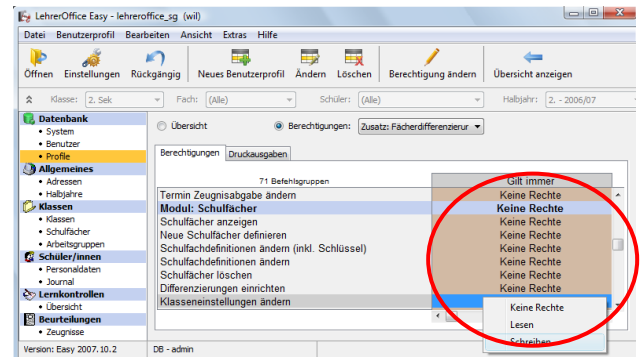 LehrerOffice Easy - lehreroffice_sg (wil)
Datei Benutzerprofil Bearbeiten Ansicht Extras Hilfe
Öffnen Einstellungen Rückgängig Neues Benutzerprofil Ändern Löschen Berechtigung ändern Übersicht anzeigen
Klasse: 2. Sek Fach: (Alle) Schüler: (Alle) Halbjahr: 2. - 2006/07
Datenbank
• System
• Benutzer
• Profile
Allgemeines
• Adressen
• Halbjahre
Klassen
• Klassen
• Schulfächer
• Arbeitsgruppen
Schüler/innen
• Personaldaten
• Journal
Lernkontrollen
• Übersicht
Beurteilungen
• Zeugnisse
Übersicht Berechtigungen: Zusatz: Fächerdifferenzierur
Berechtigungen Druckausgaben
71 Befehlsgruppen Gilt immer
Termin Zeugnisabgabe ändern Keine Rechte
Modul: Schulfächer Keine Rechte
Schulfächer anzeigen Keine Rechte
Neue Schulfächer definieren Keine Rechte
Schulfachdefinitionen ändern (inkl. Schlüssel) Keine Rechte
Schulfachdefinitionen ändern Keine Rechte
Schulfächer löschen Keine Rechte
Differenzierungen einrichten Keine Rechte
Klasseneinstellungen ändern
Keine Rechte
Lesen
Schreiben
Version: Easy 2007.10.2 DB - admin